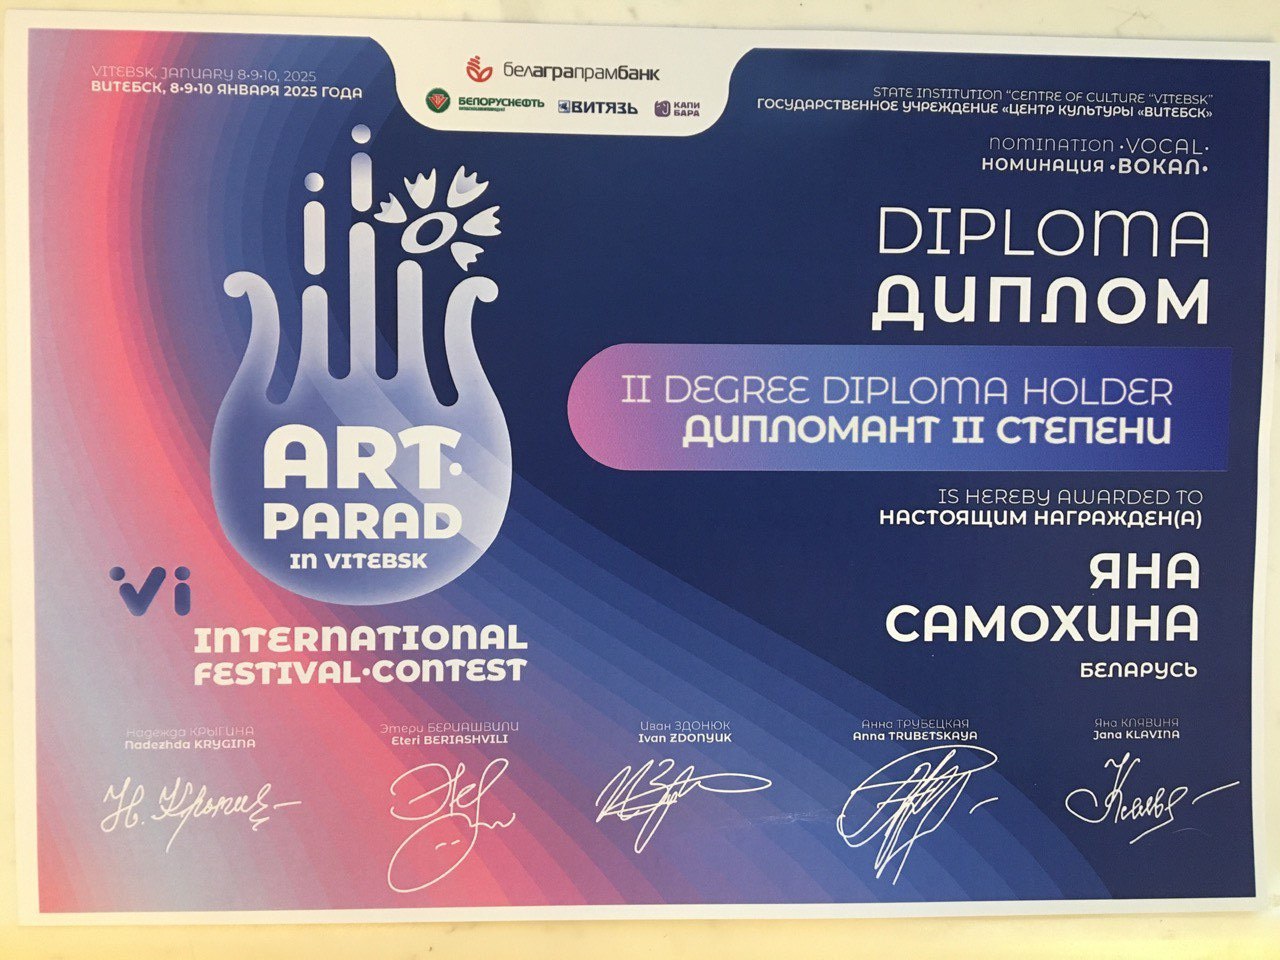 VITEBSK, JANUARY 8•9•10, 2025
ВИТЕБСК, 8•9•10 ЯНВАРЯ 2025 ГОДА
белаграпрамбанк
БЕЛОРУСНЕФТЬ
ВИТЯЗЬ
КАПИ
БАРА
STATE INSTITUTION "CENTRE OF CULTURE "VITEBSK"
ГОСУДАРСТВЕННОЕ УЧРЕЖДЕНИЕ «ЦЕНТР КУЛЬТУРЫ «ВИТЕБСК»
NOMINATION •VOCAL•
НОМИНАЦИЯ •ВОКАЛ•
DIPLOMA
ДИПЛОМ
II DEGREE DIPLOMA HOLDER
ДИПЛОМАНТ II СТЕПЕНИ
IS HEREBY AWARDED TO
НАСТОЯЩИМ НАГРАЖДЕН(А)
ЯНА
САМОХИНА
БЕЛАРУСЬ
ART•
PARAD
IN VITEBSK
Vi
INTERNATIONAL
FESTIVAL•CONTEST
Надежда КРЫГИНА
Nadezhda KRYGINA
Этери БЕРИАШВИЛИ
Eteri BERIASHVILI
Иван ЗДОНЮК
Ivan ZDONYUK
Анна ТРУБЕЦКАЯ
Anna TRUBETSKAYA
Яна КЛЯВИНЯ
Jana KLAVINA